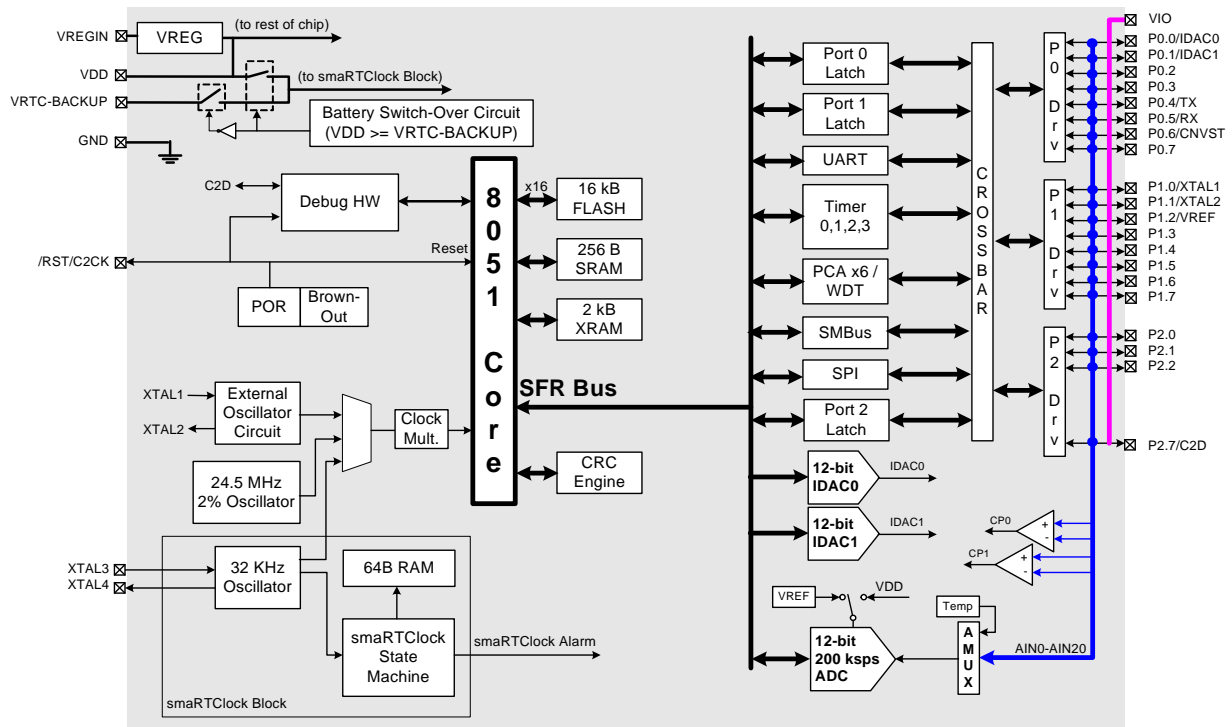 VREGIN
VREG
(to rest of chip)
VDD
(to smaRTClock Block)
VRTC-BACKUP
Battery Switch-Over Circuit
(VDD >= VRTC-BACKUP)
GND
C2D
Debug HW
/RST/C2CK
Reset
POR
Brown-
Out
8
0
5
1
C
o
r
e
x16
16 kB
FLASH
256 B
SRAM
2 kB
XRAM
SFR Bus
CRC
Engine
XTAL1
XTAL2
External
Oscillator
Circuit
Clock
Mult.
24.5 MHz
2% Oscillator
XTAL3
XTAL4
32 KHz
Oscillator
64B RAM
smaRTClock
State
Machine
smaRTClock Alarm
smaRTClock Block
Port 0
Latch
Port 1
Latch
UART
Timer
0,1,2,3
PCA x6 /
WDT
SMBus
SPI
Port 2
Latch
C
R
O
S
S
B
A
R
12-bit
IDAC0
IDAC0
12-bit
IDAC1
IDAC1
VREF
VDD
12-bit
200 ksps
ADC
Temp
A
M
U
X
AIN0-AIN20
CP0
+
-
CP1
+
-
P
0
D
r
v
P
1
D
r
v
P
2
D
r
v
VIO
P0.0/IDAC0
P0.1/IDAC1
P0.2
P0.3
P0.4/TX
P0.5/RX
P0.6/CNVST
P0.7
P1.0/XTAL1
P1.1/XTAL2
P1.2/VREF
P1.3
P1.4
P1.5
P1.6
P1.7
P2.0
P2.1
P2.2
P2.7/C2D